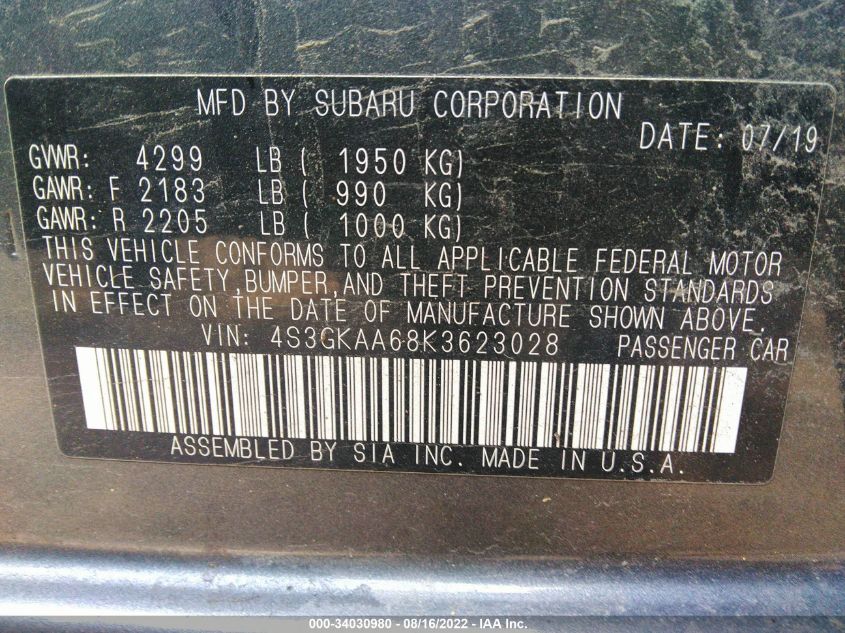 MFD BY SUBARU CORPORATION
DATE: 07/19
GVWR: 4299 LB ( 1950 KG)
GAWR: F 2183 LB ( 990 KG)
GAWR: R 2205 LB ( 1000 KG)
THIS VEHICLE CONFORMS TO ALL APPLICABLE FEDERAL MOTOR
VEHICLE SAFETY,BUMPER,AND THEFT PREVENTION STANDARDS
IN EFFECT ON THE DATE OF MANUFACTURE SHOWN ABOVE.
VIN: 4S3GKAA68K3623028 PASSENGER CAR
ASSEMBLED BY SIA INC. MADE IN U.S.A.
000-34030980 - 08/16/2022 - IAA Inc.